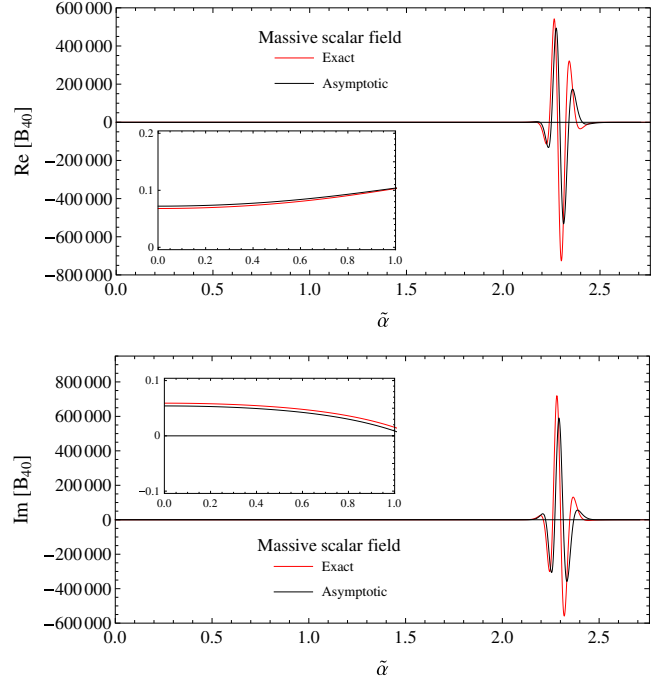 600 000
400 000
200 000
0
−200 000
−400 000
−600 000
−800 000
Re [B40]
Massive scalar field
Exact
Asymptotic
0.2
0.1
0
0.0 0.2 0.4 0.6 0.8 1.0
0.0 0.5 1.0 1.5 2.0 2.5
α̃
800 000
600 000
400 000
200 000
0
−200 000
−400 000
−600 000
Im [B40]
0.1
0
−0.1
0.0 0.2 0.4 0.6 0.8 1.0
Massive scalar field
Exact
Asymptotic
0.0 0.5 1.0 1.5 2.0 2.5
α̃